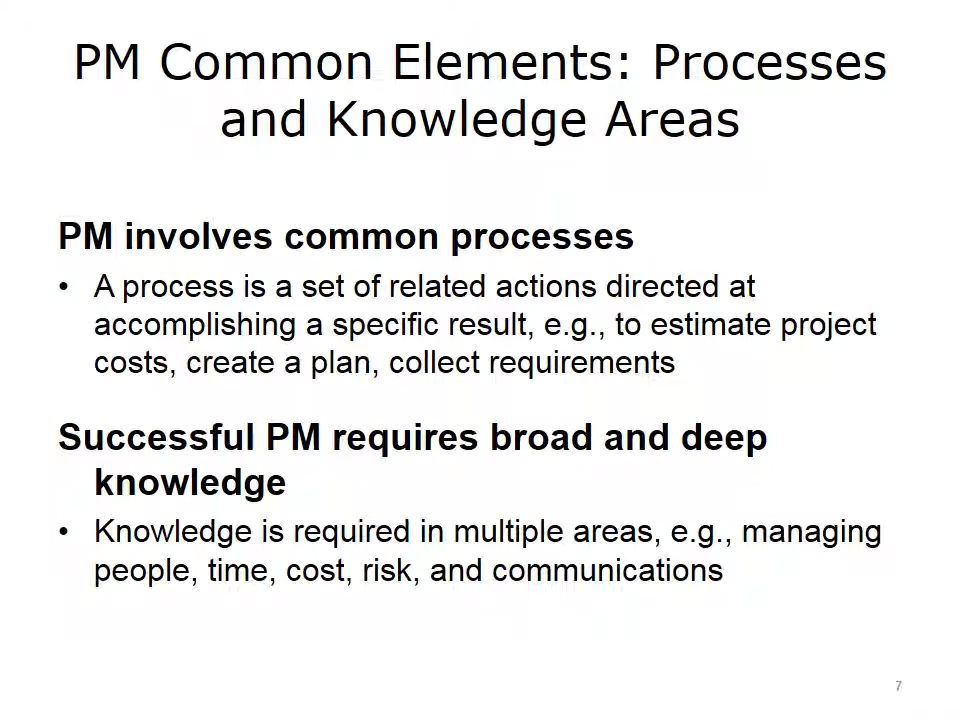 PM Common Elements: Processes
and Knowledge Areas
PM involves common processes
• A process is a set of related actions directed at
accomplishing a specific result, e.g., to estimate project
costs, create a plan, collect requirements
Successful PM requires broad and deep
knowledge
• Knowledge is required in multiple areas, e.g., managing
people, time, cost, risk, and communications
7